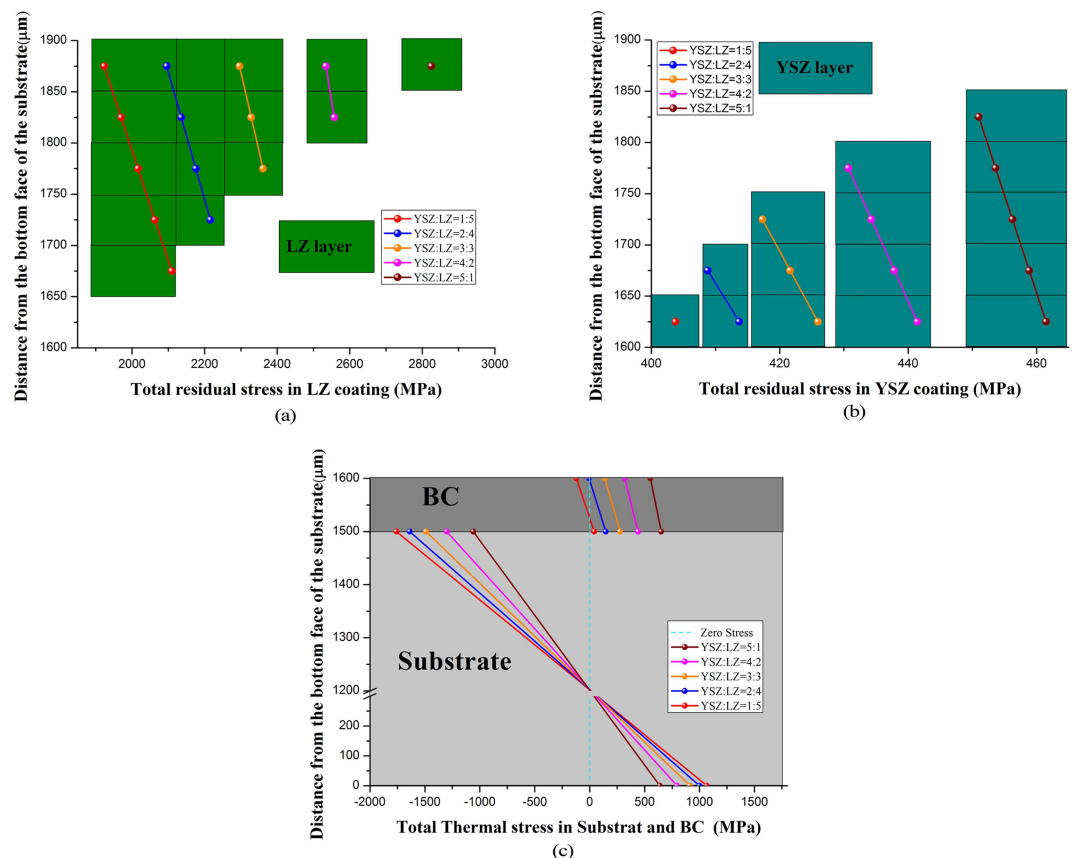 Distance from the bottom face of the substrate(μm)
1900
1850
1800
1750
1700
1650
1600
LZ layer
YSZ:LZ=1:5
YSZ:LZ=2:4
YSZ:LZ=3:3
YSZ:LZ=4:2
YSZ:LZ=5:1
2000 2200 2400 2600 2800 3000
Total residual stress in LZ coating (MPa)
(a)
Distance from the bottom face of the substrate(μm)
1900
1850
1800
1750
1700
1650
1600
YSZ:LZ=1:5
YSZ:LZ=2:4
YSZ:LZ=3:3
YSZ:LZ=4:2
YSZ:LZ=5:1
YSZ layer
400 420 440 460
Total residual stress in YSZ coating (MPa)
(b)
Distance from the bottom face of the substrate(μm)
1600
1500
1400
1300
1200
200
100
0
BC
Substrate
Zero Stress
YSZ:LZ=5:1
YSZ:LZ=4:2
YSZ:LZ=3:3
YSZ:LZ=2:4
YSZ:LZ=1:5
-2000 -1500 -1000 -500 0 500 1000 1500
Total Thermal stress in Substrat and BC (MPa)
(c)